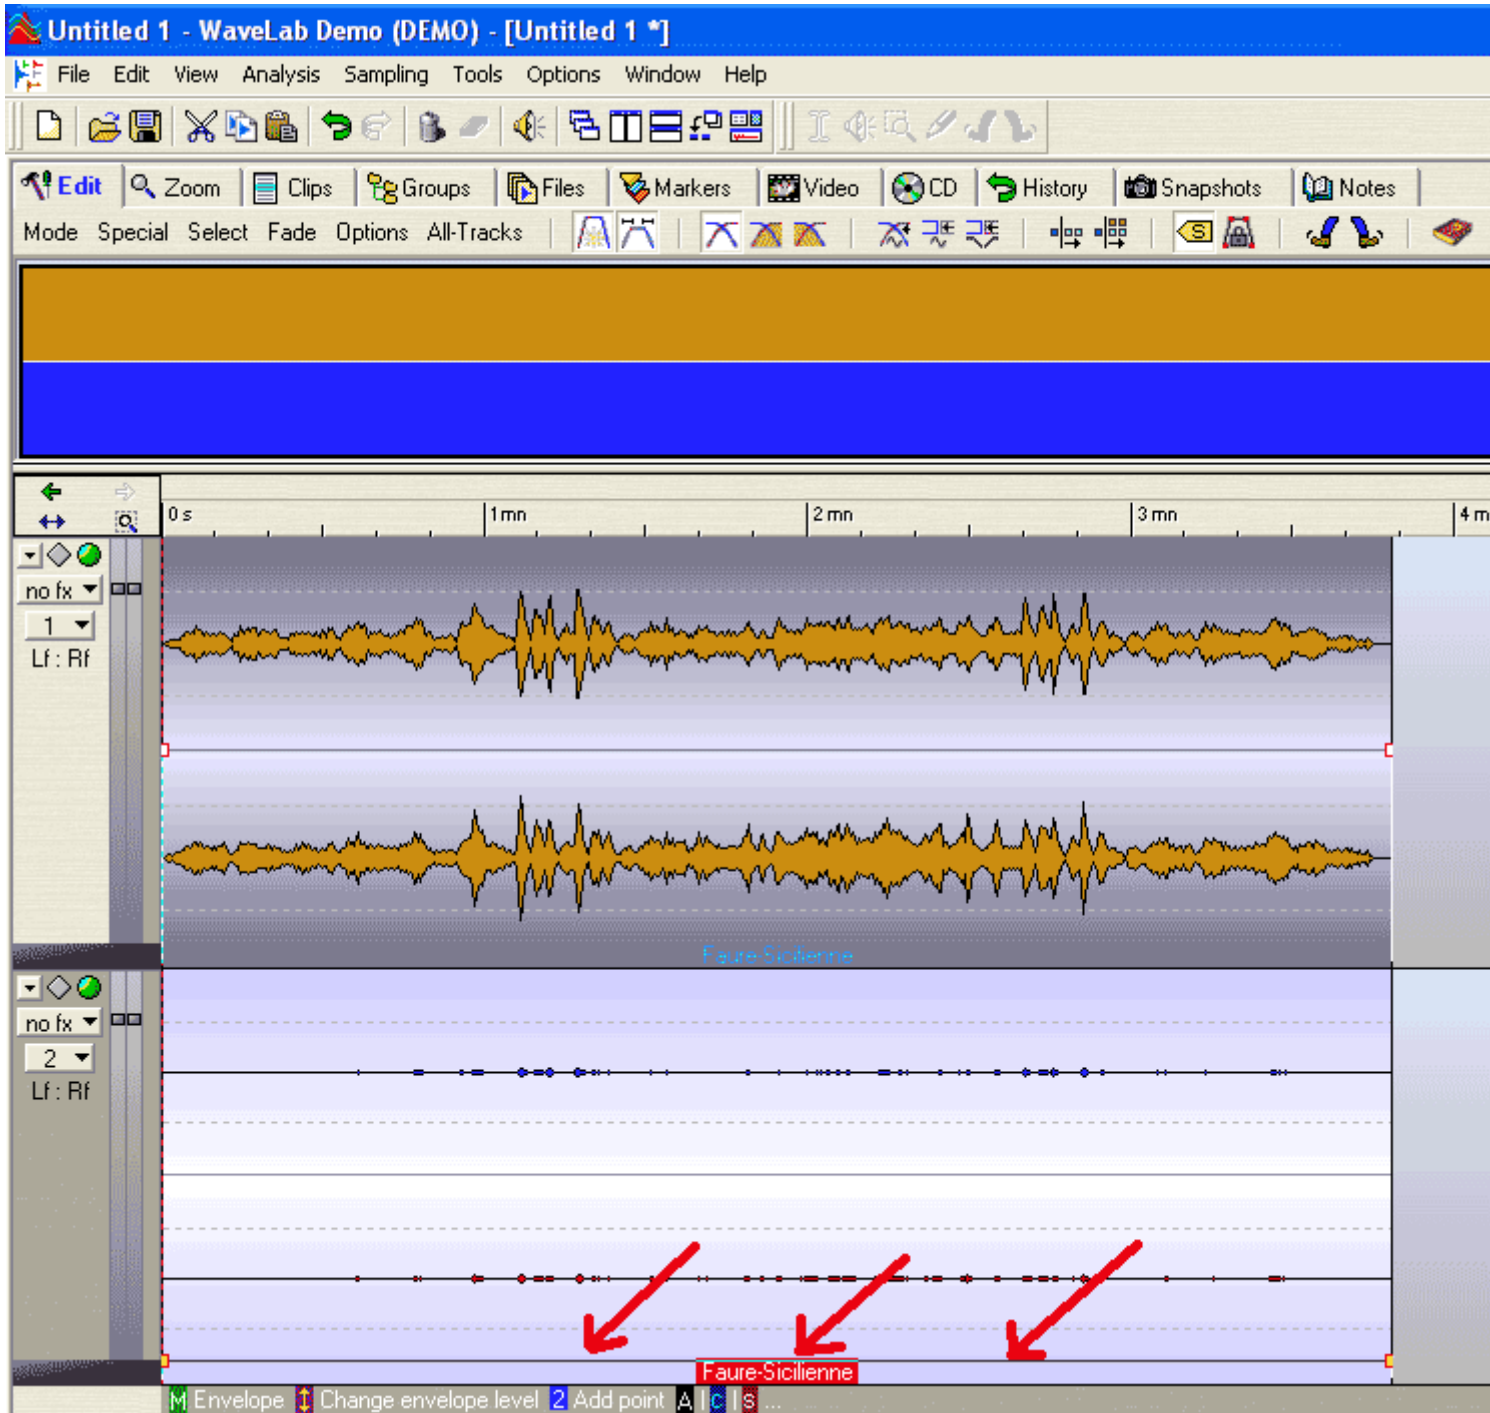 Untitled 1 - WaveLab Demo (DEMO) - [Untitled 1 *]
File Edit View Analysis Sampling Tools Options Window Help
Edit Zoom Clips Groups Files Markers Video CD History Snapshots Notes
Mode Special Select Fade Options All-Tracks S
0 s 1 mn 2 mn 3 mn 4 m
no fx
1
Lf : Rf
Faure-Sicilienne
no fx
2
Lf : Rf
Faure-Sicilienne
M Envelope Change envelope level 2 Add point A | c | s ...